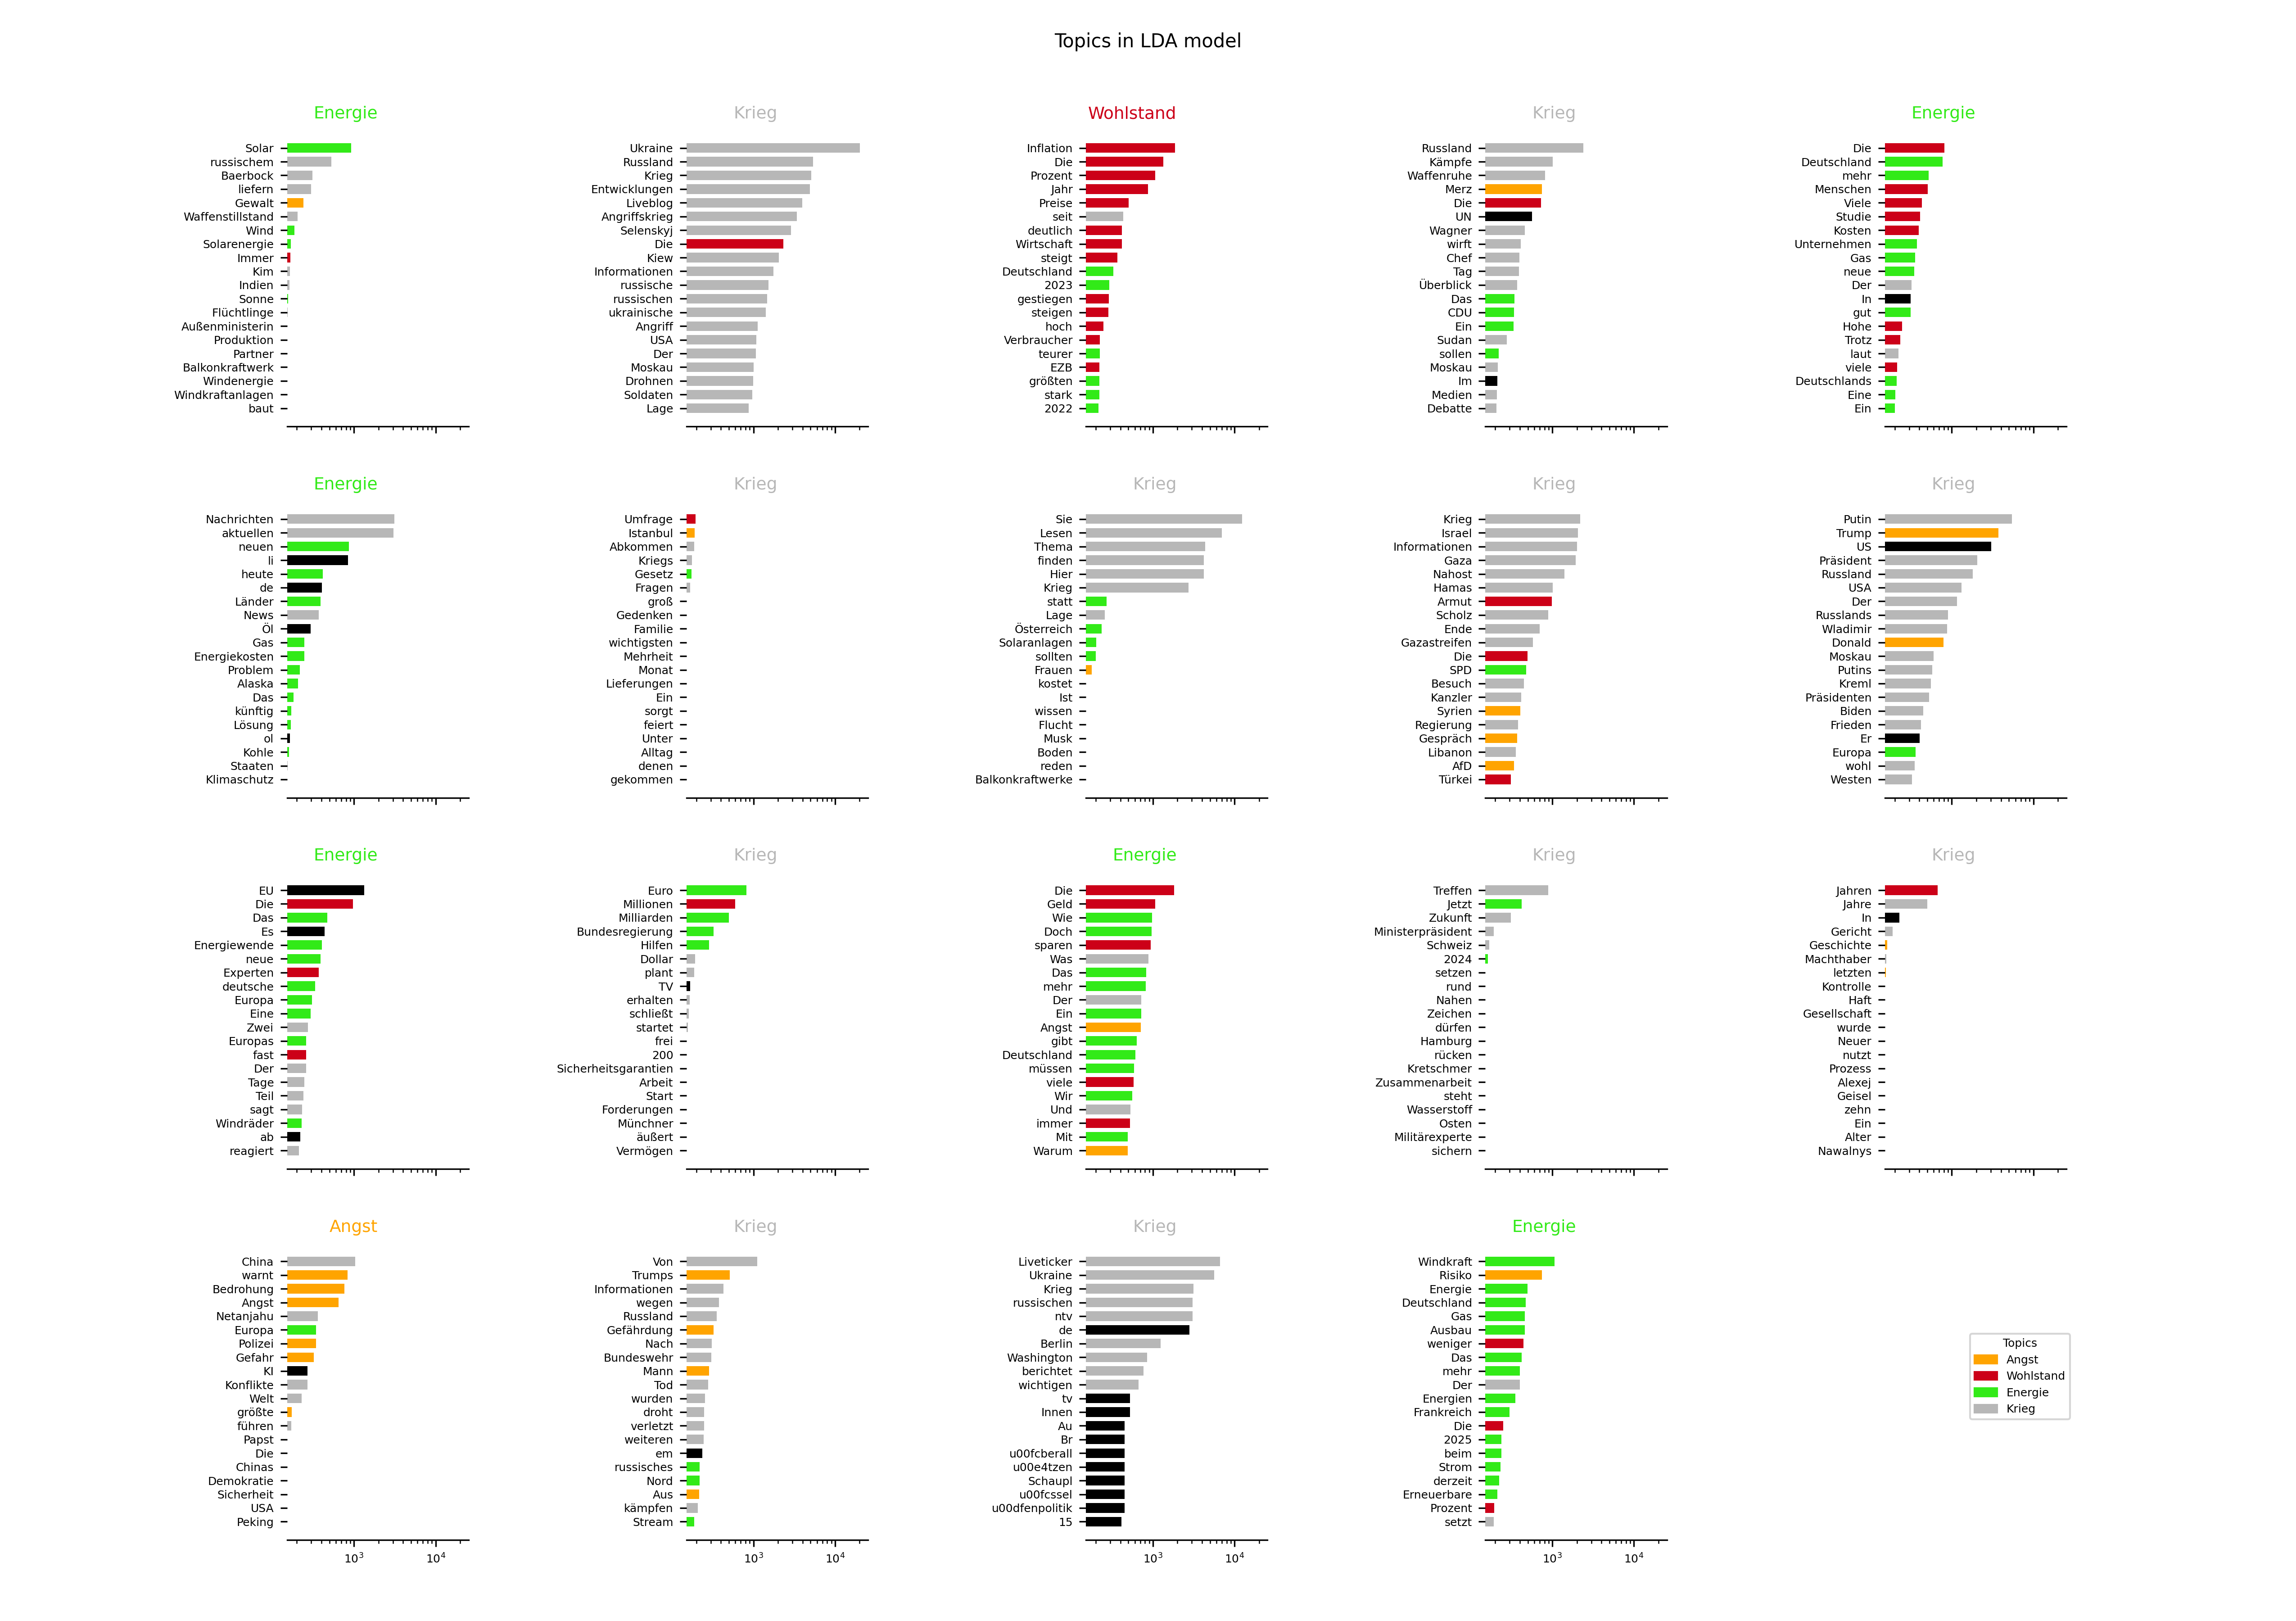 Topics in LDA model
Energie
Solar
russischem
Baerbock
liefern
Gewalt
Waffenstillstand
Wind
Solarenergie
Immer
Kim
Indien
Sonne
Flüchtlinge
Außenministerin
Produktion
Partner
Balkonkraftwerk
Windenergie
Windkraftanlagen
baut
Krieg
Ukraine
Russland
Krieg
Entwicklungen
Liveblog
Angriffskrieg
Selenskyj
Die
Kiew
Informationen
russische
russischen
ukrainische
Angriff
USA
Der
Moskau
Drohnen
Soldaten
Lage
Wohlstand
Inflation
Die
Prozent
Jahr
Preise
seit
deutlich
Wirtschaft
steigt
Deutschland
2023
gestiegen
steigen
hoch
Verbraucher
teurer
EZB
größten
stark
2022
Krieg
Russland
Kämpfe
Waffenruhe
Merz
Die
UN
Wagner
wirft
Chef
Tag
Überblick
Das
CDU
Ein
Sudan
sollen
Moskau
Im
Medien
Debatte
Energie
Die
Deutschland
mehr
Menschen
Viele
Studie
Kosten
Unternehmen
Gas
neue
Der
In
gut
Hohe
Trotz
laut
viele
Deutschlands
Eine
Ein
Energie
Nachrichten
aktuellen
neuen
li
heute
de
Länder
News
Öl
Gas
Energiekosten
Problem
Alaska
Das
künftig
Lösung
ol
Kohle
Staaten
Klimaschutz
Krieg
Umfrage
Istanbul
Abkommen
Kriegs
Gesetz
Fragen
groß
Gedenken
Familie
wichtigsten
Mehrheit
Monat
Lieferungen
Ein
sorgt
feiert
Unter
Alltag
denen
gekommen
Krieg
Sie
Lesen
Thema
finden
Hier
Krieg
statt
Lage
Österreich
Solaranlagen
sollten
Frauen
kostet
Ist
wissen
Flucht
Musk
Boden
reden
Balkonkraftwerke
Krieg
Krieg
Israel
Informationen
Gaza
Nahost
Hamas
Armut
Scholz
Ende
Gazastreifen
Die
SPD
Besuch
Kanzler
Syrien
Regierung
Gespräch
Libanon
AfD
Türkei
Krieg
Putin
Trump
US
Präsident
Russland
USA
Der
Russlands
Wladimir
Donald
Moskau
Putins
Kreml
Präsidenten
Biden
Frieden
Er
Europa
wohl
Westen
Energie
EU
Die
Das
Es
Energiewende
neue
Experten
deutsche
Europa
Eine
Zwei
Europas
fast
Der
Tage
Teil
sagt
Windräder
ab
reagiert
Krieg
Euro
Millionen
Milliarden
Bundesregierung
Hilfen
Dollar
plant
TV
erhalten
schließt
startet
frei
200
Sicherheitsgarantien
Arbeit
Start
Forderungen
Münchner
äußert
Vermögen
Energie
Die
Geld
Wie
Doch
sparen
Was
Das
mehr
Der
Ein
Angst
gibt
Deutschland
müssen
viele
Wir
Und
immer
Mit
Warum
Krieg
Treffen
Jetzt
Zukunft
Ministerpräsident
Schweiz
2024
setzen
rund
Nahen
Zeichen
dürfen
Hamburg
rücken
Kretschmer
Zusammenarbeit
steht
Wasserstoff
Osten
Militärexperte
sichern
Krieg
Jahren
Jahre
In
Gericht
Geschichte
Machthaber
letzten
Kontrolle
Haft
Gesellschaft
wurde
Neuer
nutzt
Prozess
Alexej
Geisel
zehn
Ein
Alter
Nawalnys
Angst
China
warnt
Bedrohung
Angst
Netanjahu
Europa
Polizei
Gefahr
KI
Konflikte
Welt
größte
führen
Papst
Die
Chinas
Demokratie
Sicherheit
USA
Peking
10³ 10⁴
Krieg
Von
Trumps
Informationen
wegen
Russland
Gefährdung
Nach
Bundeswehr
Mann
Tod
wurden
droht
verletzt
weiteren
em
russisches
Nord
Aus
kämpfen
Stream
10³ 10⁴
Krieg
Liveticker
Ukraine
Krieg
russischen
ntv
de
Berlin
Washington
berichtet
wichtigen
tv
Innen
Au
Br
u00fcberall
u00e4tzen
Schaupl
u00fcssel
u00dfenpolitik
15
10³ 10⁴
Energie
Windkraft
Risiko
Energie
Deutschland
Gas
Ausbau
weniger
Das
mehr
Der
Energien
Frankreich
Die
2025
beim
Strom
derzeit
Erneuerbare
Prozent
setzt
10³ 10⁴
Topics
Angst
Wohlstand
Energie
Krieg